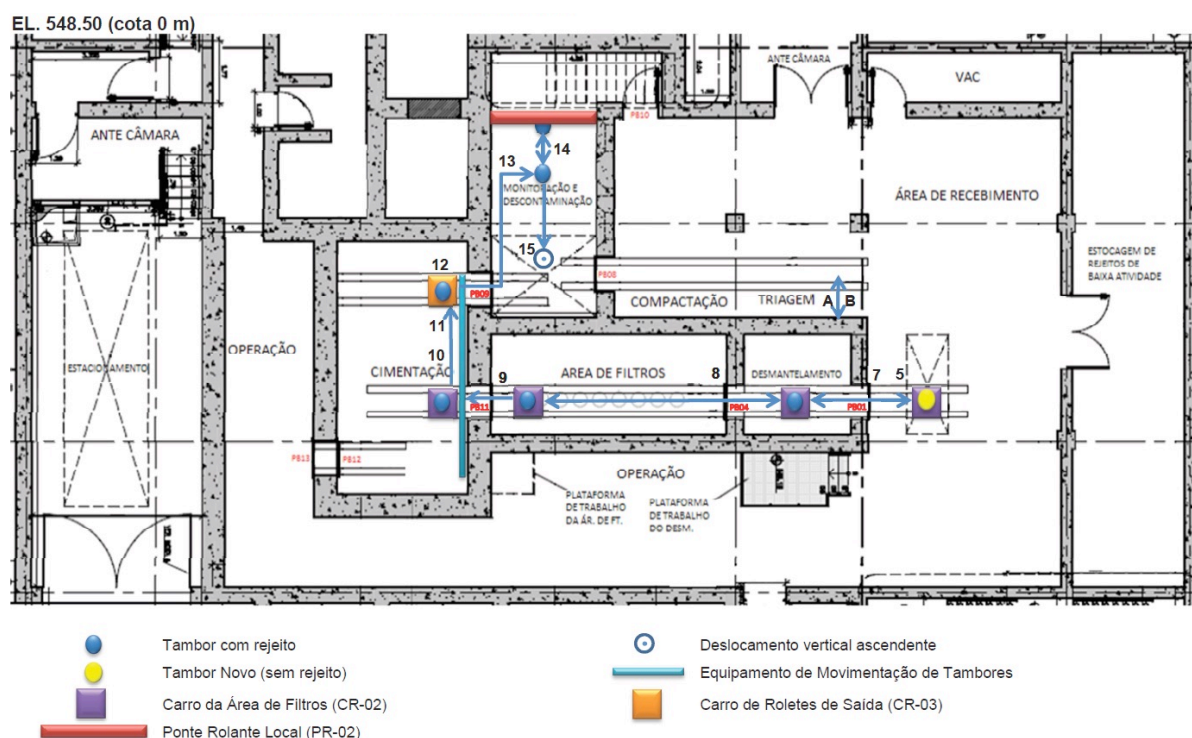 EL. 548.50 (cota 0 m)
ANTE CÂMARA
VAC
ANTE CÂMARA
PB10
13
14
MONITORAÇÃO E
DESCONTAMINAÇÃO
ÁREA DE RECEBIMENTO
15
12
PB09
PB08
ESTOCAGEM DE
REJEITOS DE
BAIXA ATIVIDADE
COMPACTAÇÃO
TRIAGEM
A
B
11
OPERAÇÃO
10
ESTACIONAMENTO
CIMENTAÇÃO
9
AREA DE FILTROS
8
DESMANTELAMENTO
7
5
PB11
PB04
PB01
PB13
PB12
OPERAÇÃO
PLATAFORMA
DE TRABALHO
DA ÁR. DE FT.
PLATAFORMA
DE TRABALHO
DO DESM.
Tambor com rejeito
Tambor Novo (sem rejeito)
Carro da Área de Filtros (CR-02)
Ponte Rolante Local (PR-02)
Deslocamento vertical ascendente
Equipamento de Movimentação de Tambores
Carro de Roletes de Saída (CR-03)